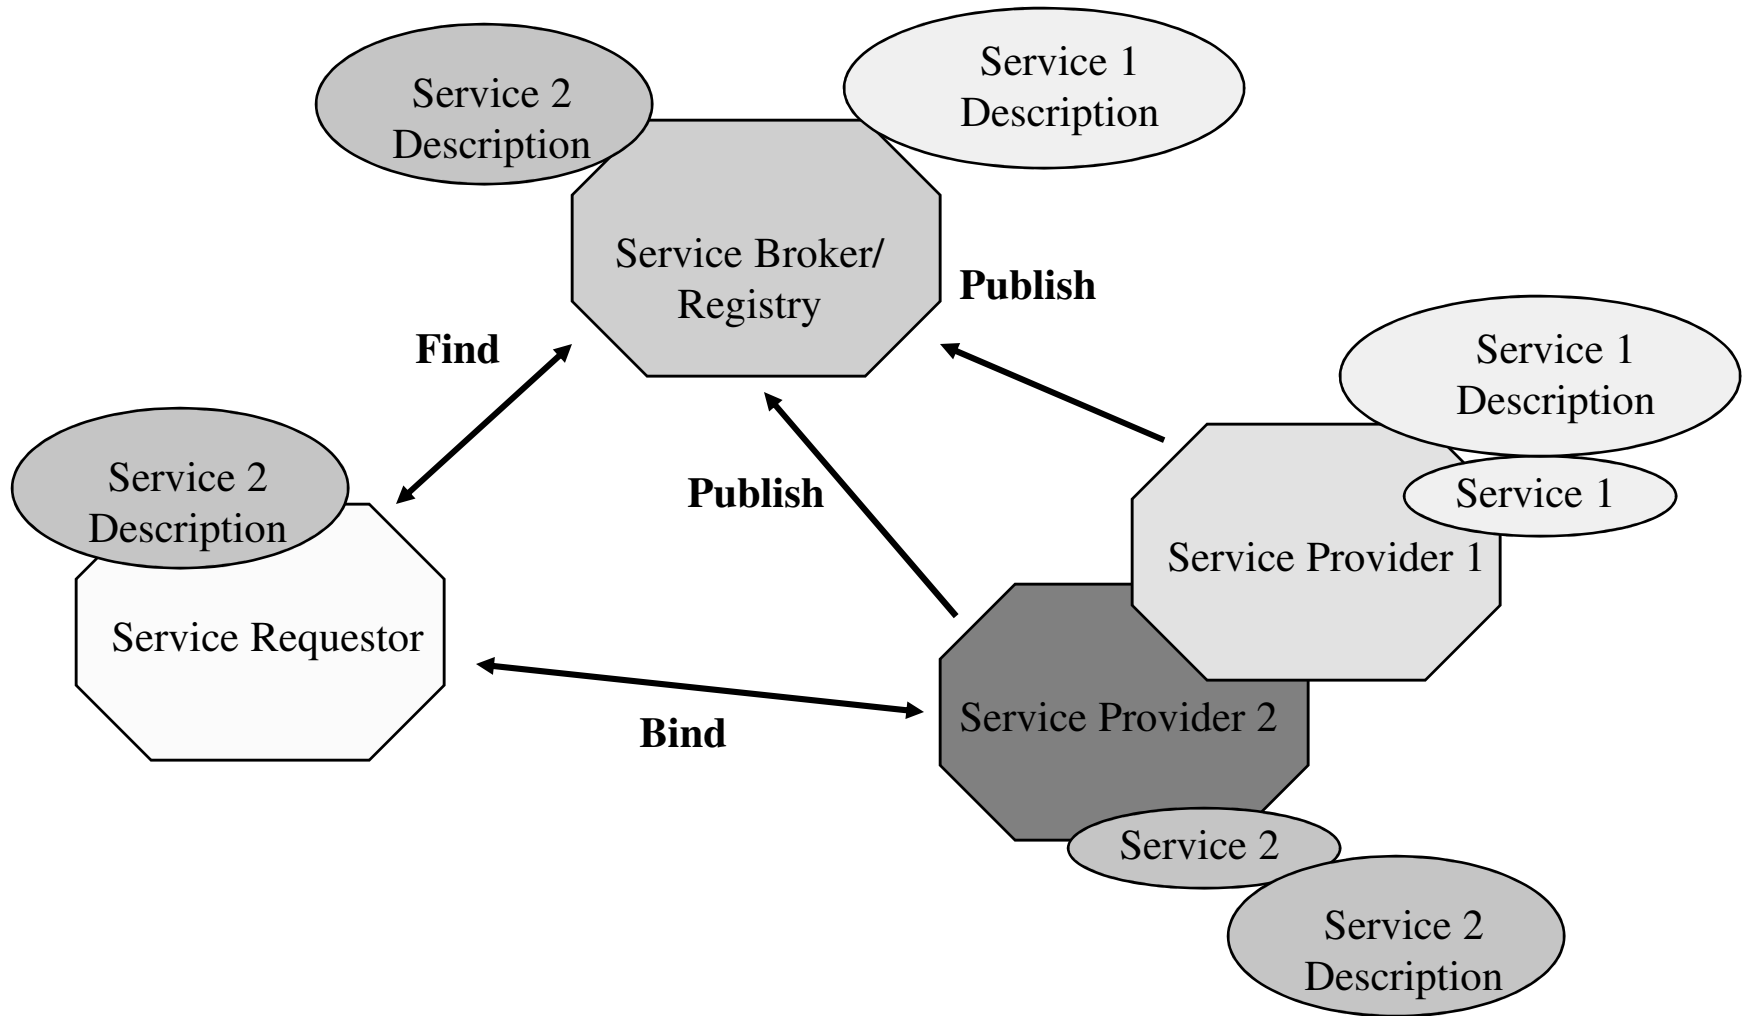 Service 2
Description
Service 1
Description
Service Broker/
Registry
Publish
Find
Service 1
Description
Service 1
Service 2
Description
Publish
Service Provider 1
Service Requestor
Service Provider 2
Bind
Service 2
Service 2
Description